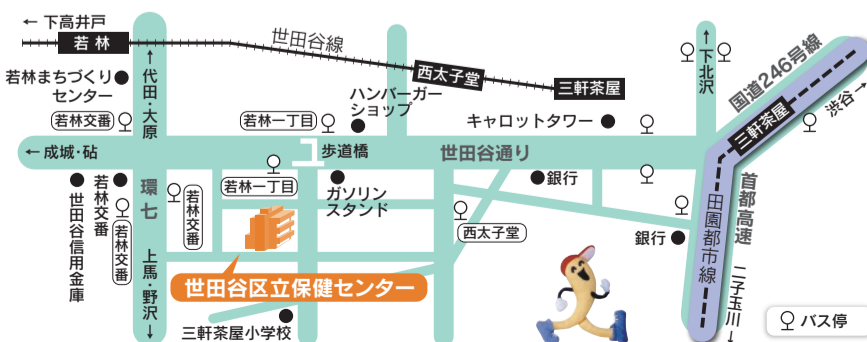 ← 下高井戸
若林
世田谷線
西太子堂
三軒茶屋
若林まちづくり
センター
↑代田・大原
ハンバーガー
ショップ
キャロットタワー
↑下北沢
国道246号線
渋谷→
三軒茶屋
若林交番
若林一丁目
← 成城・砧
歩道橋
世田谷通り
若林一丁目
ガソリン
スタンド
銀行
環七
若林交番
世田谷信用金庫
若林交番
若林交番
西太子堂
銀行
首都高速
田園都市線
上馬・野沢↓
世田谷区立保健センター
三軒茶屋小学校
二子玉川↓
バス停